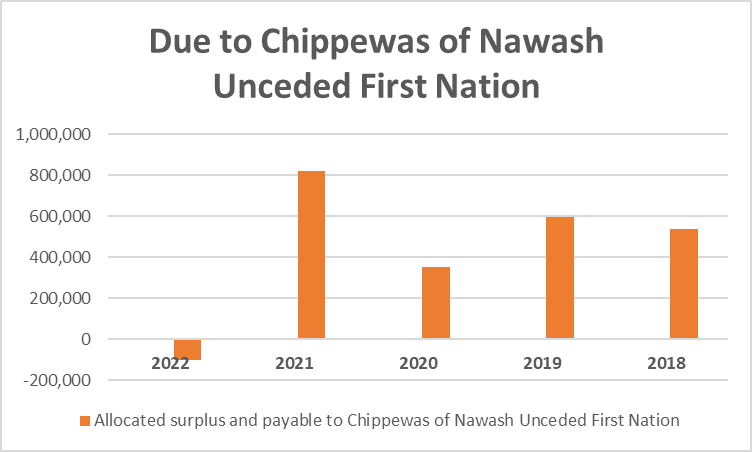 Due to Chippewas of Nawash
Unceded First Nation
1,000,000
800,000
600,000
400,000
200,000
0
-200,000
2022 2021 2020 2019 2018
Allocated surplus and payable to Chippewas of Nawash Unceded First Nation